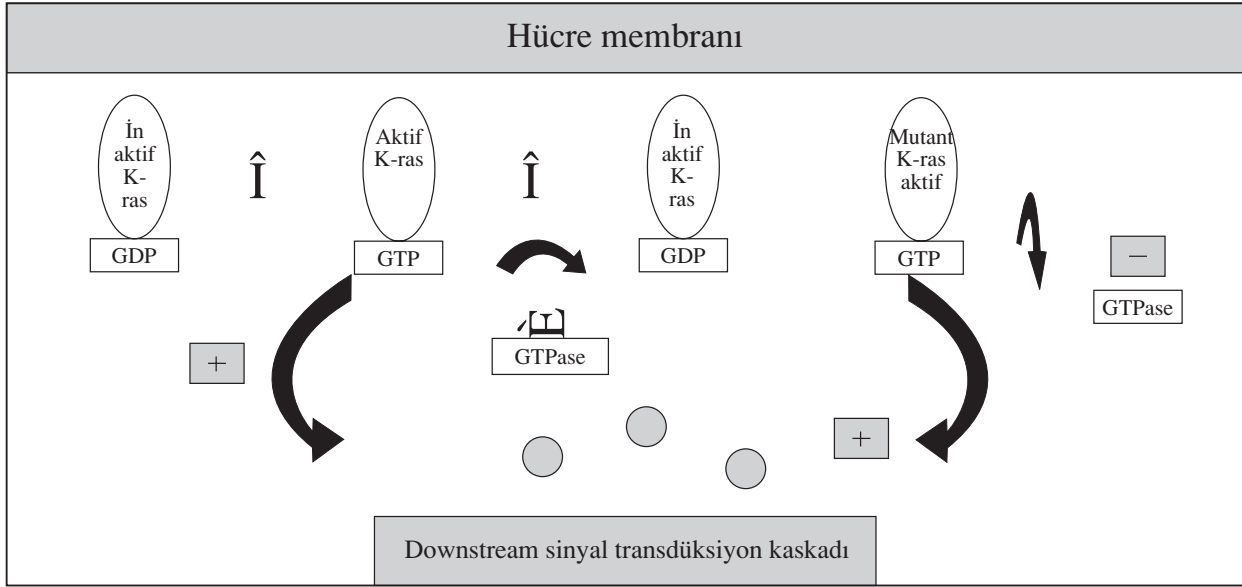 Hücre membranı
İn
aktif
K-
ras
GDP
Î
Aktif
K-ras
GTP
Î
İn
aktif
K-
ras
GDP
Mutant
K-ras
aktif
GTP
−
GTPase
+
GTPase
+
Downstream sinyal transdüksiyon kaskadı